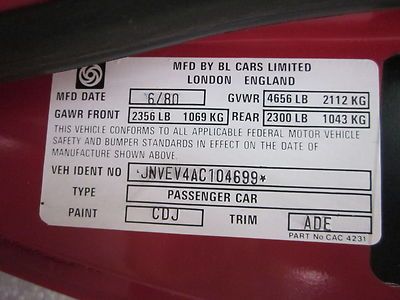 MFD BY BL CARS LIMITED
LONDON ENGLAND
MFD DATE 6/80 GVWR 4656 LB 2112 KG
GAWR FRONT 2356 LB 1069 KG REAR 2300 LB 1043 KG
THIS VEHICLE CONFORMS TO ALL APPLICABLE FEDERAL MOTOR VEHICLE
SAFETY AND BUMPER STANDARDS IN EFFECT ON THE DATE OF
MANUFACTURE SHOWN ABOVE.
VEH IDENT NO *JNVEV4AC104699*
TYPE PASSENGER CAR
PAINT CDJ TRIM ADE
PART No CAC 4231